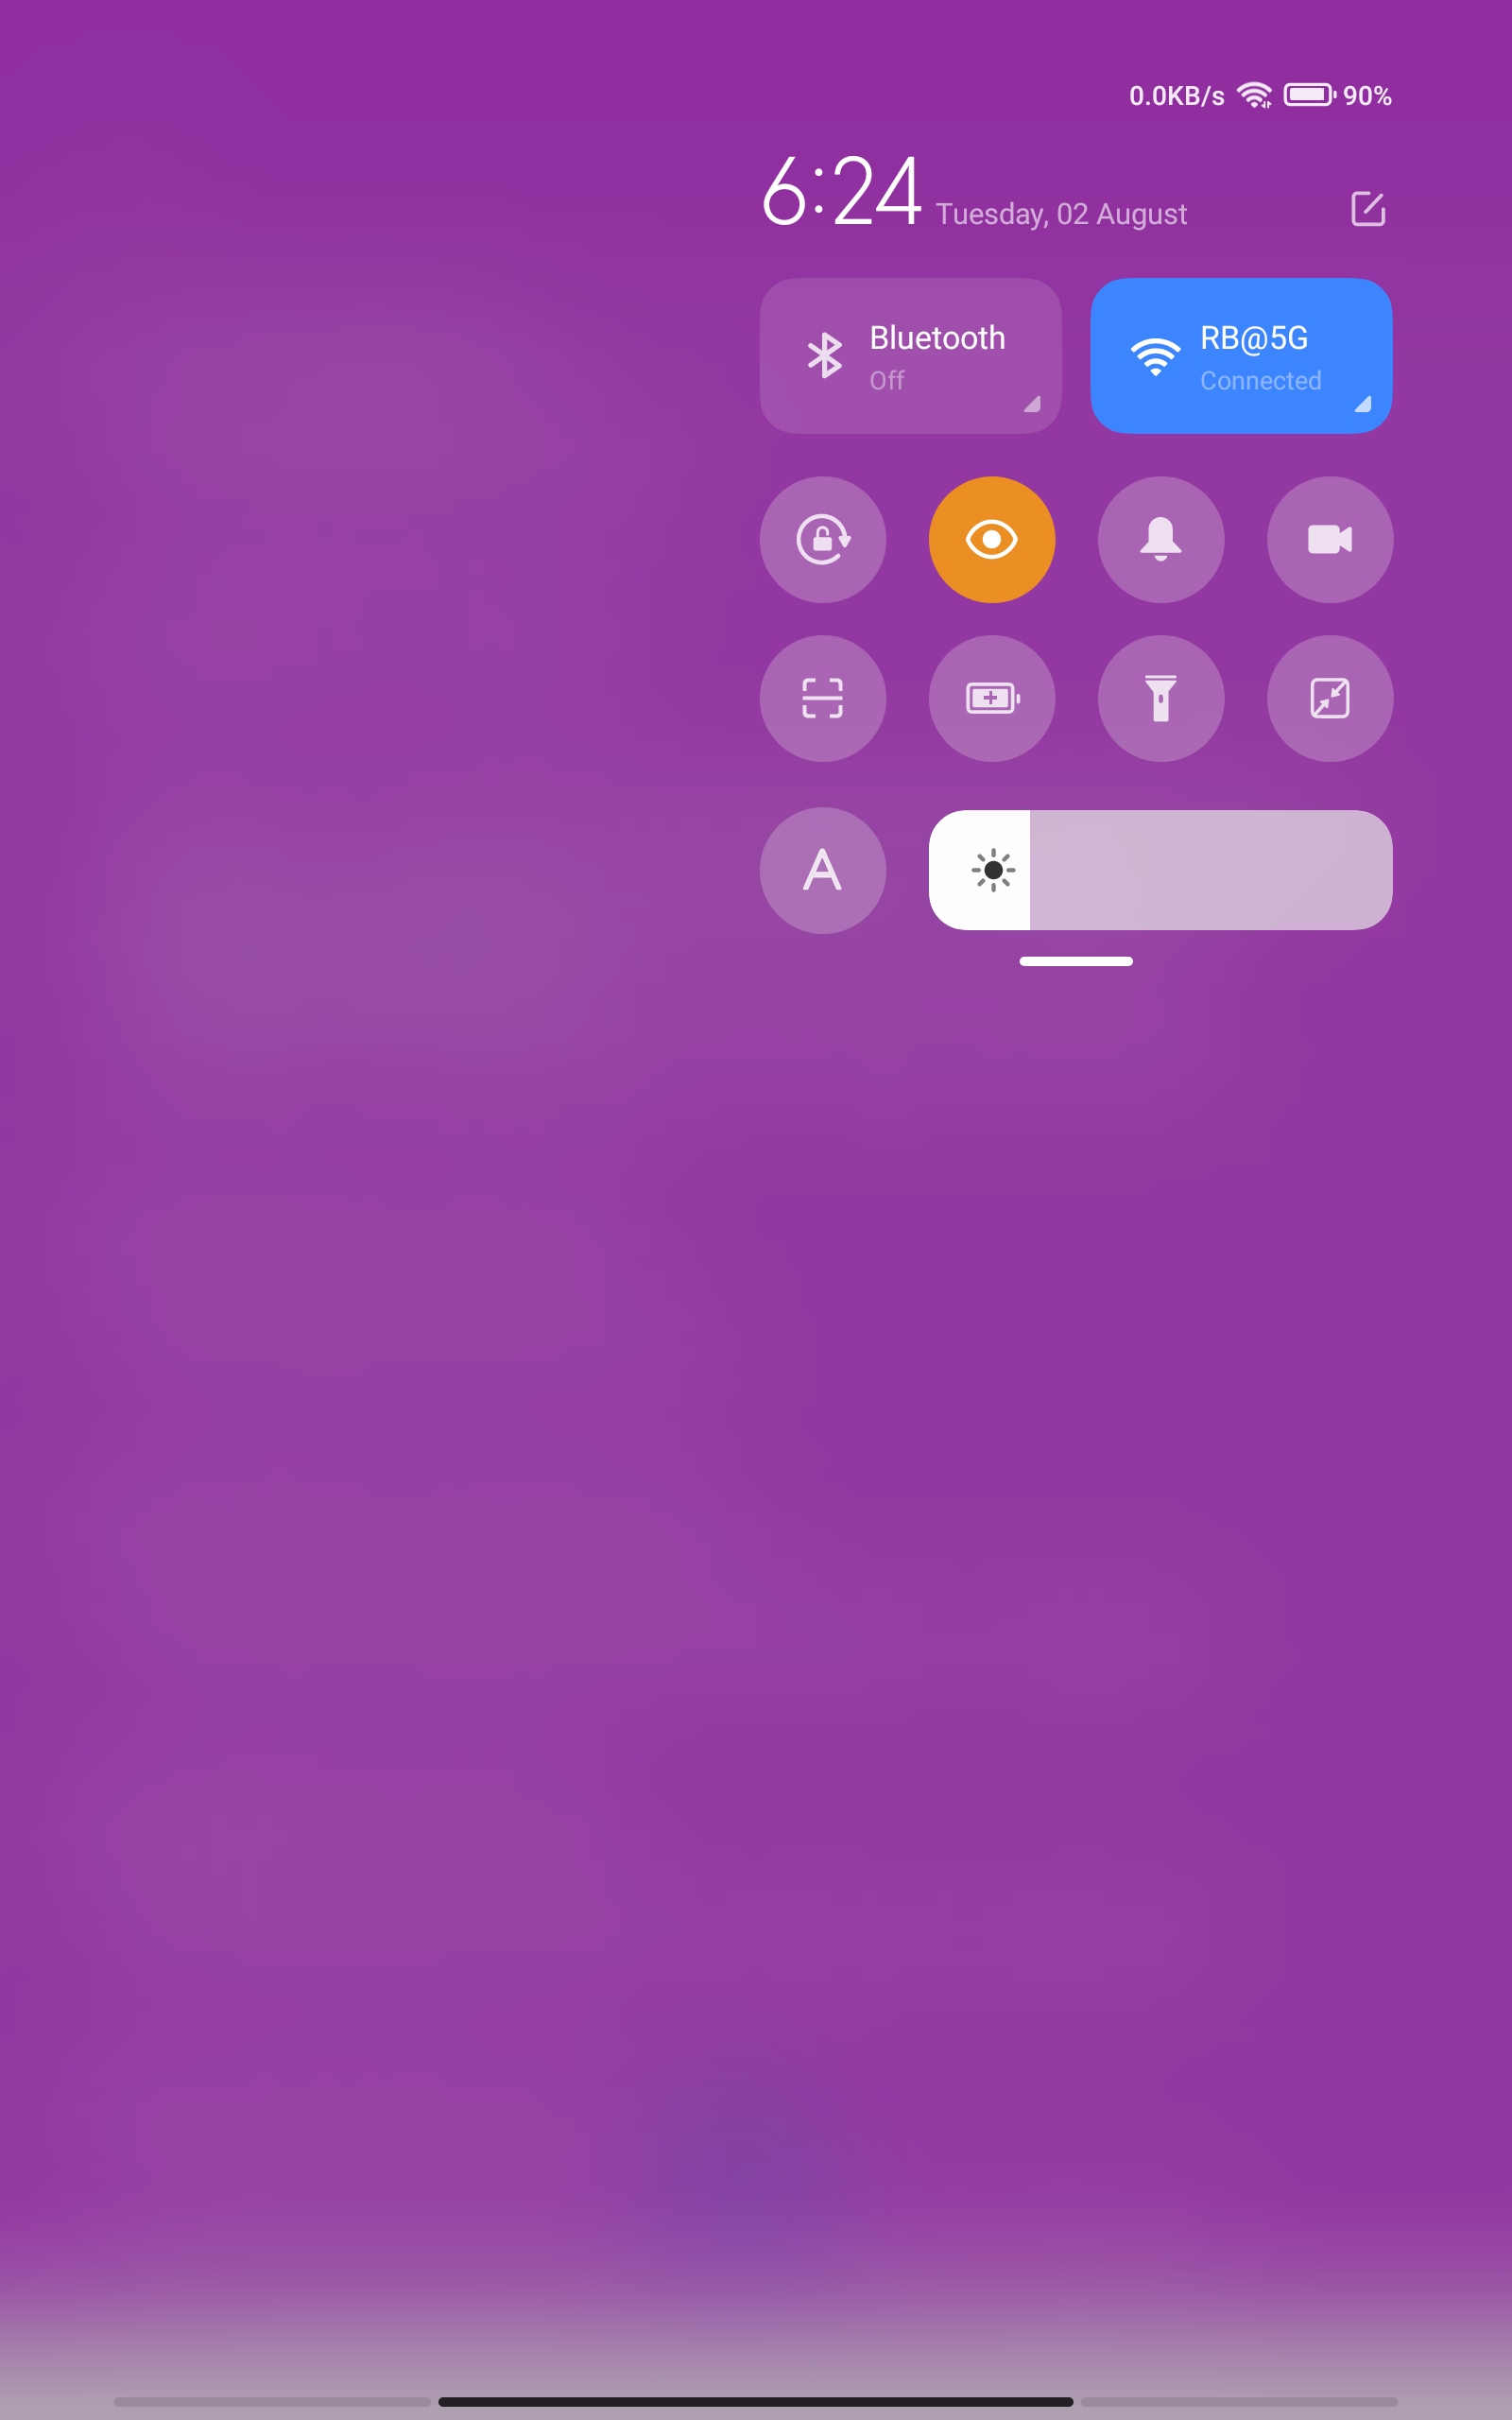 0.0KB/s 90%
6:24 Tuesday, 02 August
Bluetooth
Off
RB@5G
Connected
A